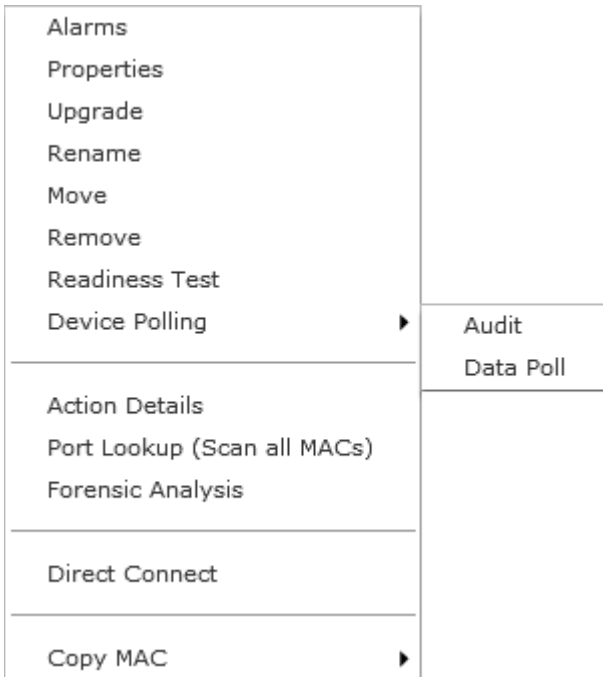 Alarms
Properties
Upgrade
Rename
Move
Remove
Readiness Test
Device Polling
Audit
Data Poll
Action Details
Port Lookup (Scan all MACs)
Forensic Analysis
Direct Connect
Copy MAC